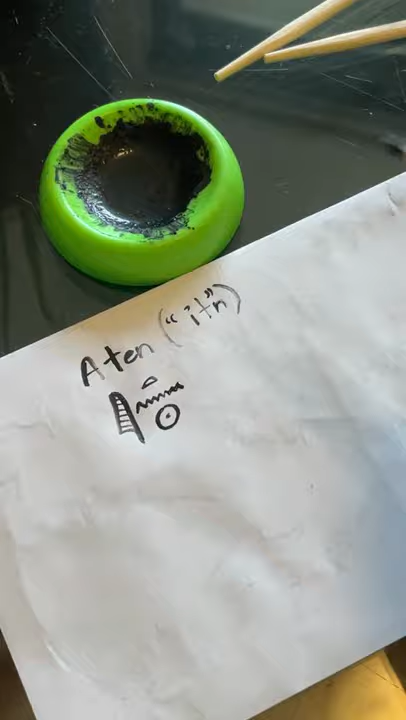 Aten (“itn”)
𓇋𓏏𓈖𓇳